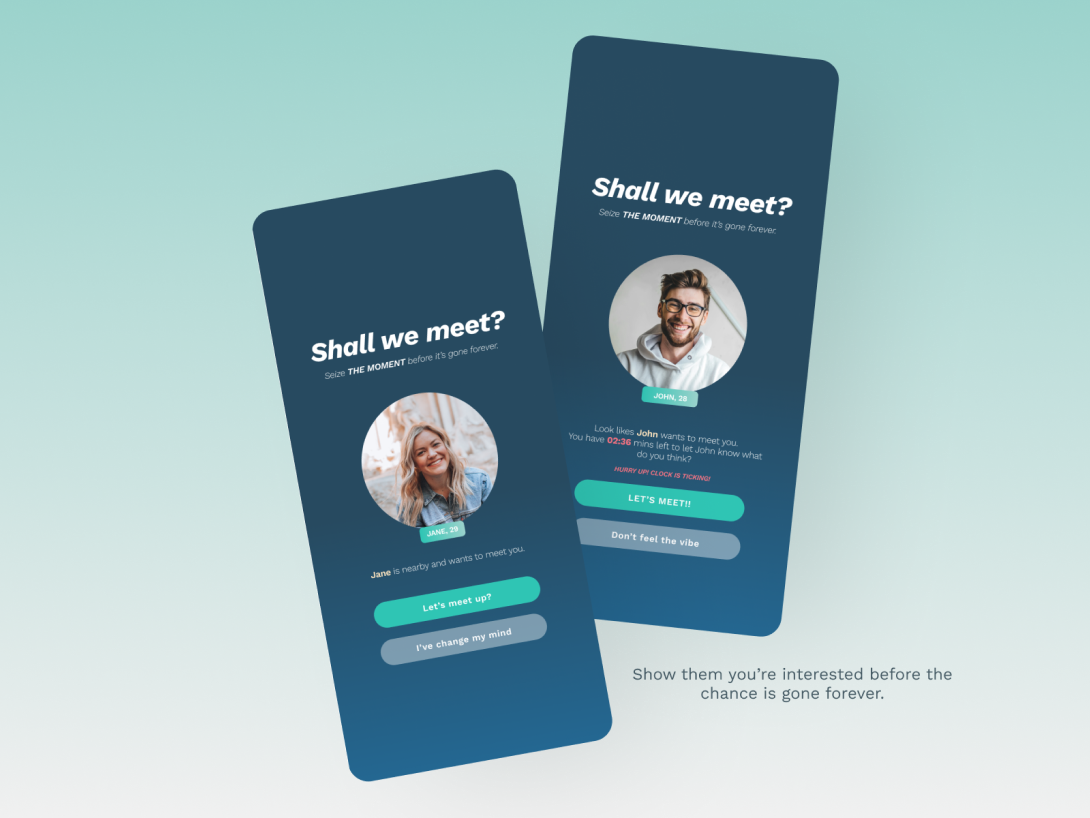 Shall we meet?
Seize THE MOMENT before it's gone forever.
JANE, 29
Jane is nearby and wants to meet you.
Let's meet up?
I've change my mind
Shall we meet?
Seize THE MOMENT before it's gone forever.
JOHN, 28
Look likes John wants to meet you.
You have 02:36 mins left to let John know what
do you think?
HURRY UP! CLOCK IS TICKING!
LET'S MEET!!
Don't feel the vibe
Show them you're interested before the
chance is gone forever.